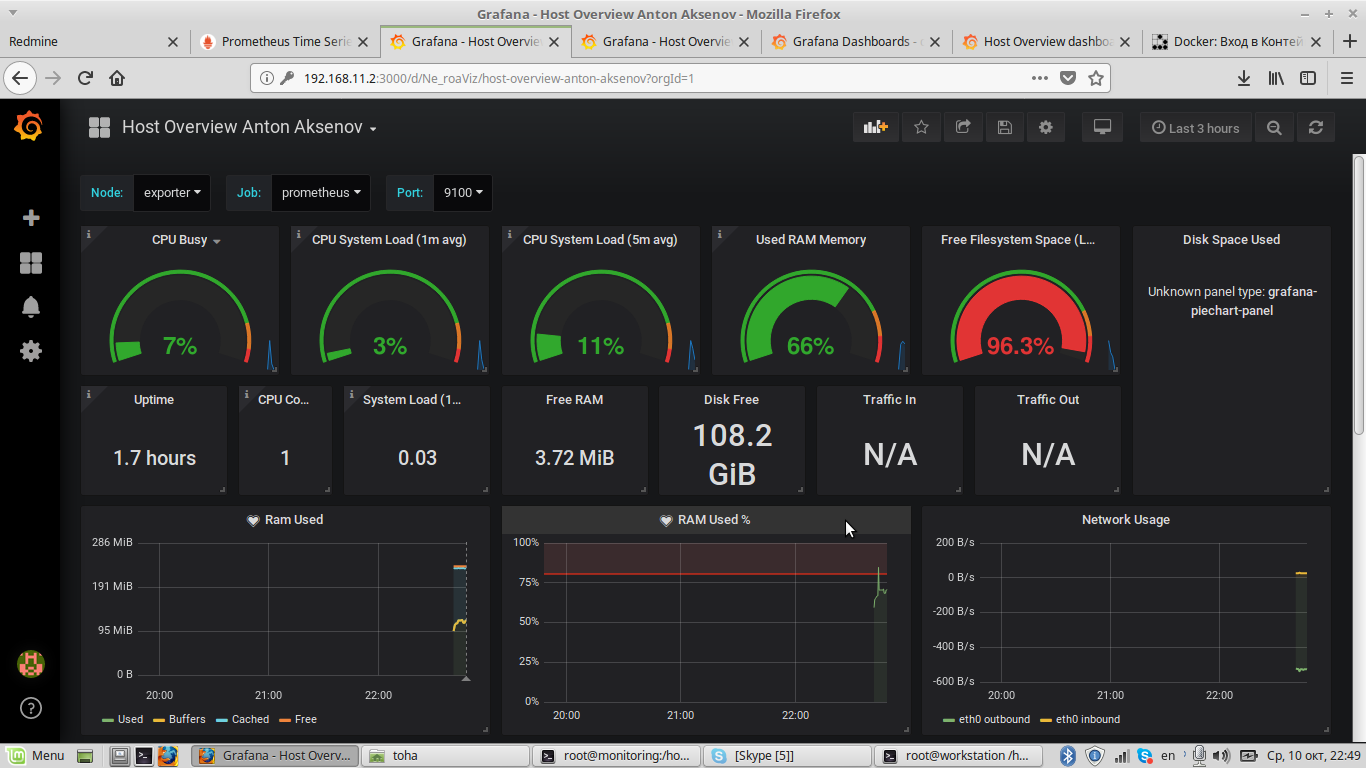 Grafana - Host Overview Anton Aksenov - Mozilla Firefox
Redmine
Prometheus Time Serie
Grafana - Host Overvie
Grafana - Host Overvie
Grafana Dashboards -
Host Overview dashboa
Docker: Вход в Контей
192.168.11.2:3000/d/Ne_roaViz/host-overview-anton-aksenov?orgId=1
Host Overview Anton Aksenov
Last 3 hours
Node: exporter
Job: prometheus
Port: 9100
CPU Busy
CPU System Load (1m avg)
CPU System Load (5m avg)
Used RAM Memory
Free Filesystem Space (L...
Disk Space Used
7%
3%
11%
66%
96.3%
Unknown panel type: grafana-
piechart-panel
Uptime
CPU Co...
System Load (1...
Free RAM
Disk Free
Traffic In
Traffic Out
1.7 hours
1
0.03
3.72 MiB
108.2
GiB
N/A
N/A
Ram Used
286 MiB
191 MiB
95 MiB
0 B
20:00 21:00 22:00
Used Buffers Cached Free
RAM Used %
100%
75%
50%
25%
0%
20:00 21:00 22:00
Network Usage
200 B/s
0 B/s
-200 B/s
-400 B/s
-600 B/s
20:00 21:00 22:00
eth0 outbound eth0 inbound
Menu
Grafana - Host Overv...
toha
root@monitoring:/ho...
[Skype [5]]
root@workstation /h...
en
Ср, 10 окт, 22:49